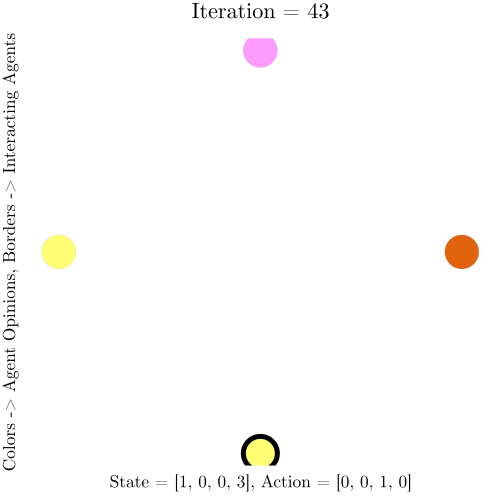 Iteration = 43
Colors -> Agent Opinions, Borders -> Interacting Agents
State = [1, 0, 0, 3], Action = [0, 0, 1, 0]